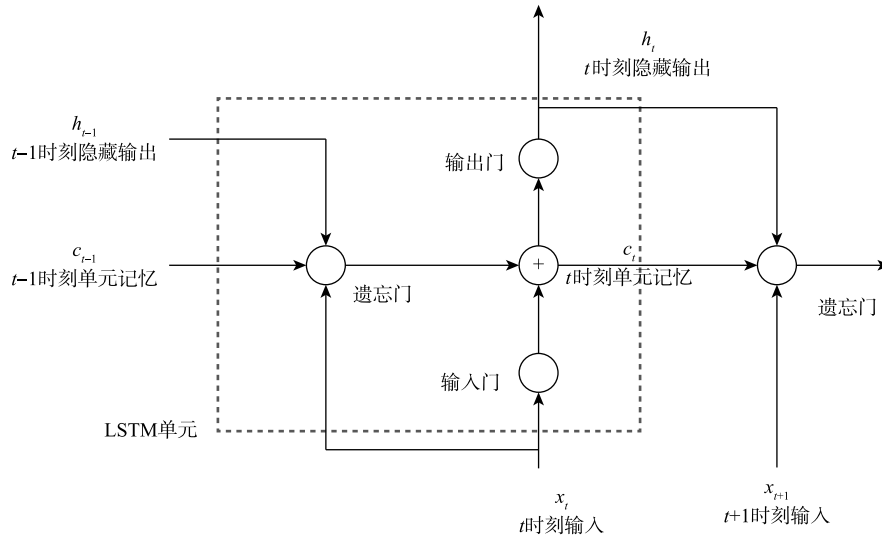 h_t
t时刻隐藏输出
h_{t-1}
t-1时刻隐藏输出
输出门
c_{t-1}
t-1时刻单元记忆
+
c_t
t时刻单元记忆
遗忘门
遗忘门
输入门
LSTM单元
x_t
t时刻输入
x_{t+1}
t+1时刻输入